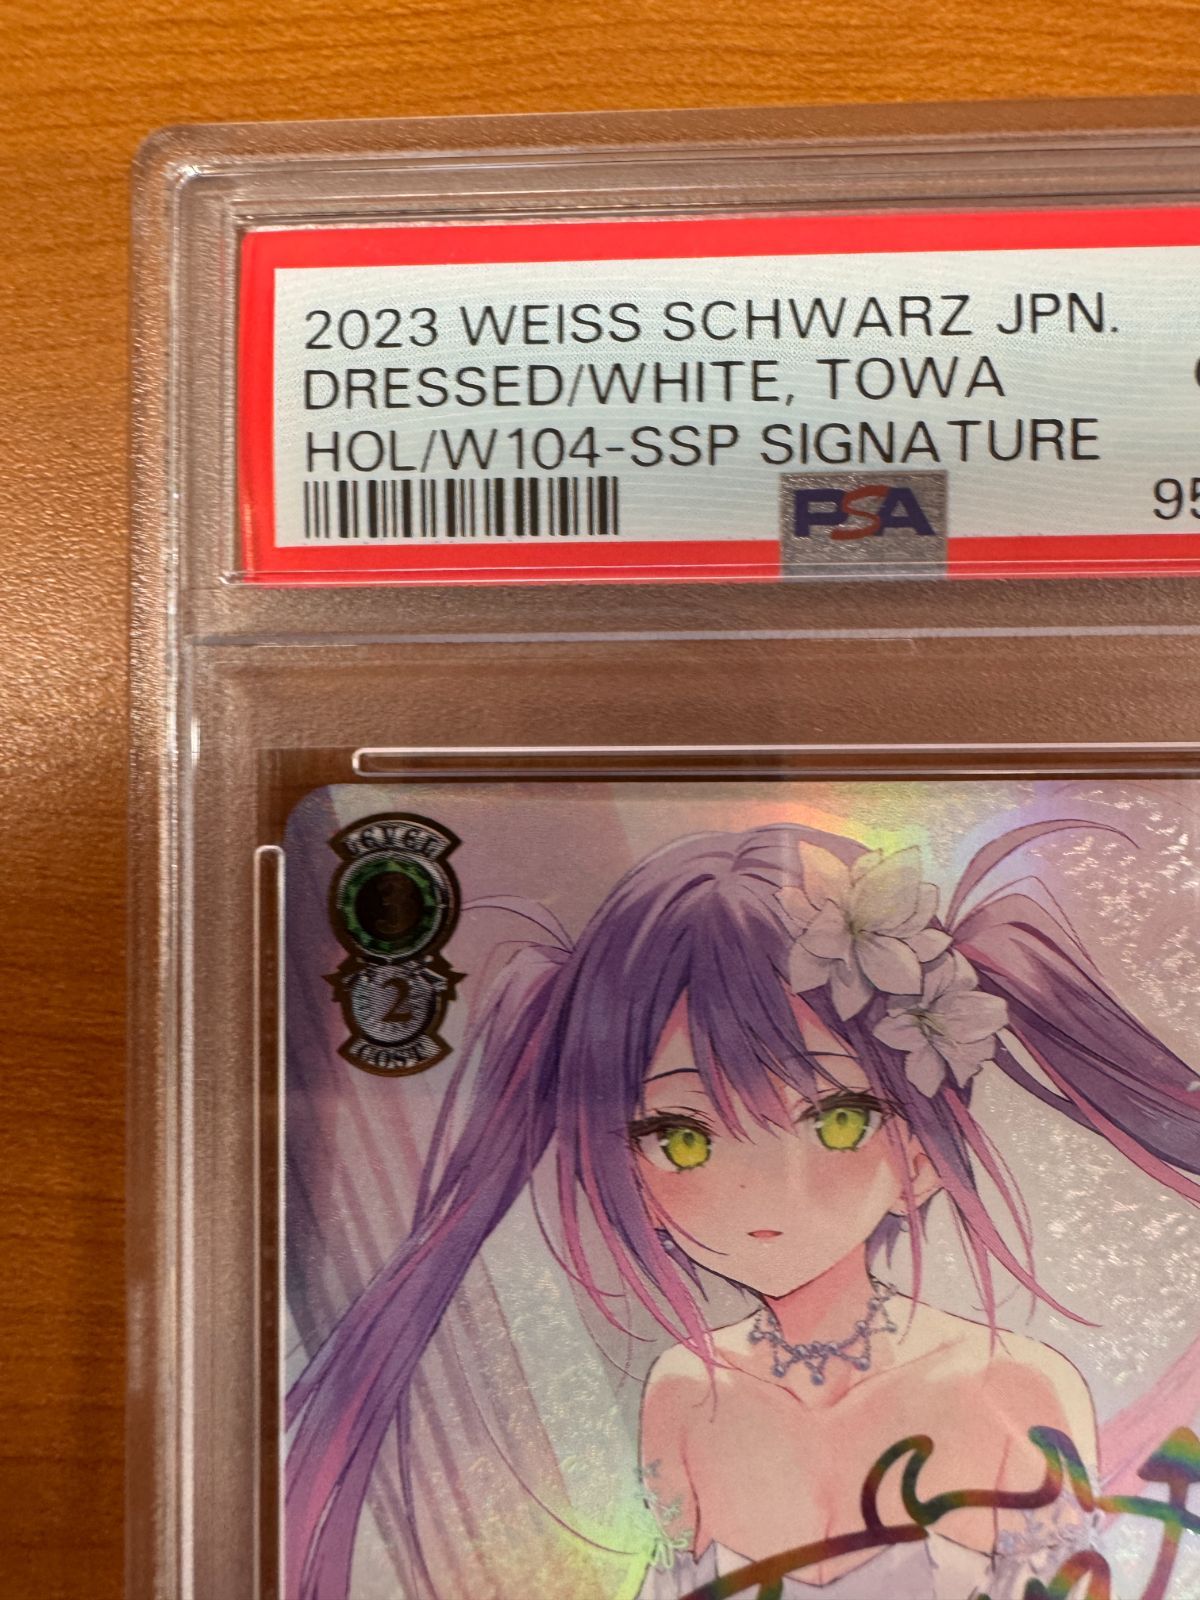 2023 WEISS SCHWARZ JPN.
DRESSED/WHITE, TOWA
HOL/W104-SSP SIGNATURE
PSA
LEVEL
3
2
COST